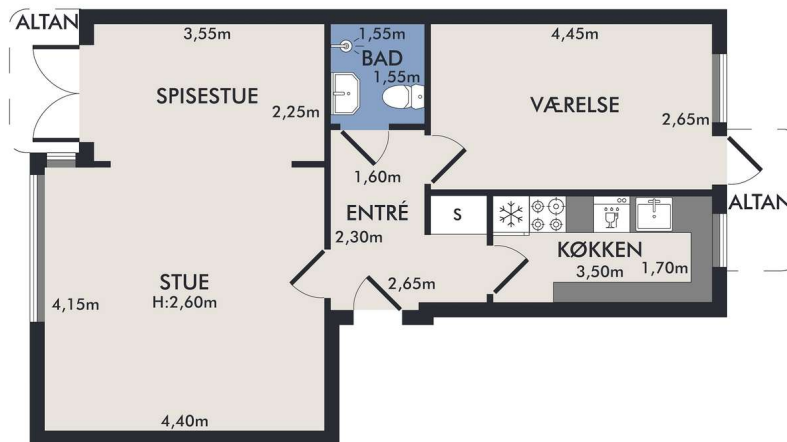 ALTAN
3,55m
1,55m
BAD
1,55m
4,45m
SPISESTUE
2,25m
VÆRELSE
2,65m
1,60m
ENTRÉ
2,30m
S
ALTAN
KØKKEN
3,50m
1,70m
STUE
H:2,60m
4,15m
2,65m
4,40m